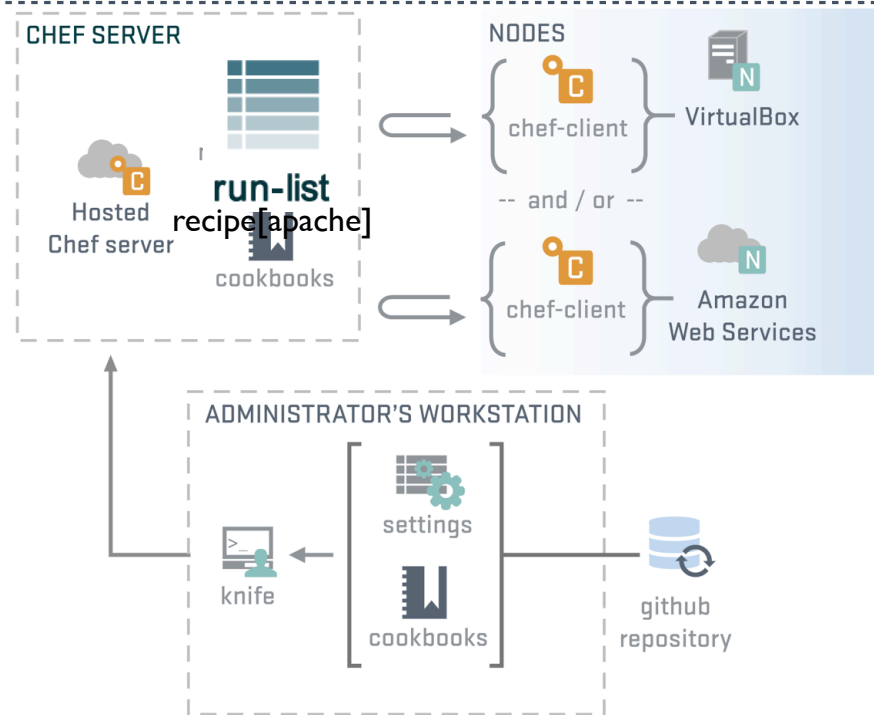 CHEF SERVER
run-list
recipe[apache]
Hosted
Chef server
cookbooks
NODES
C
chef-client
N
VirtualBox
-- and / or --
C
chef-client
N
Amazon
Web Services
C
ADMINISTRATOR'S WORKSTATION
>_
knife
settings
cookbooks
github
repository